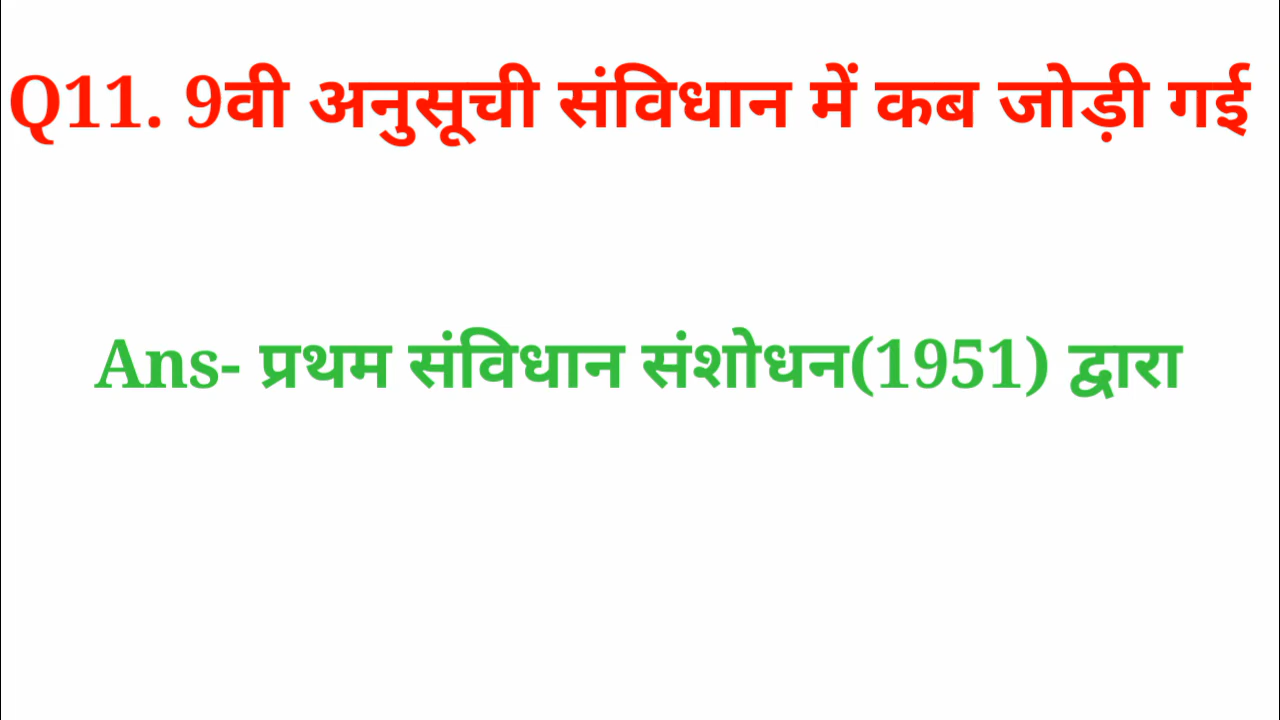 Q11. 9वी अनुसूची संविधान में कब जोड़ी गई
Ans- प्रथम संविधान संशोधन(1951) द्वारा